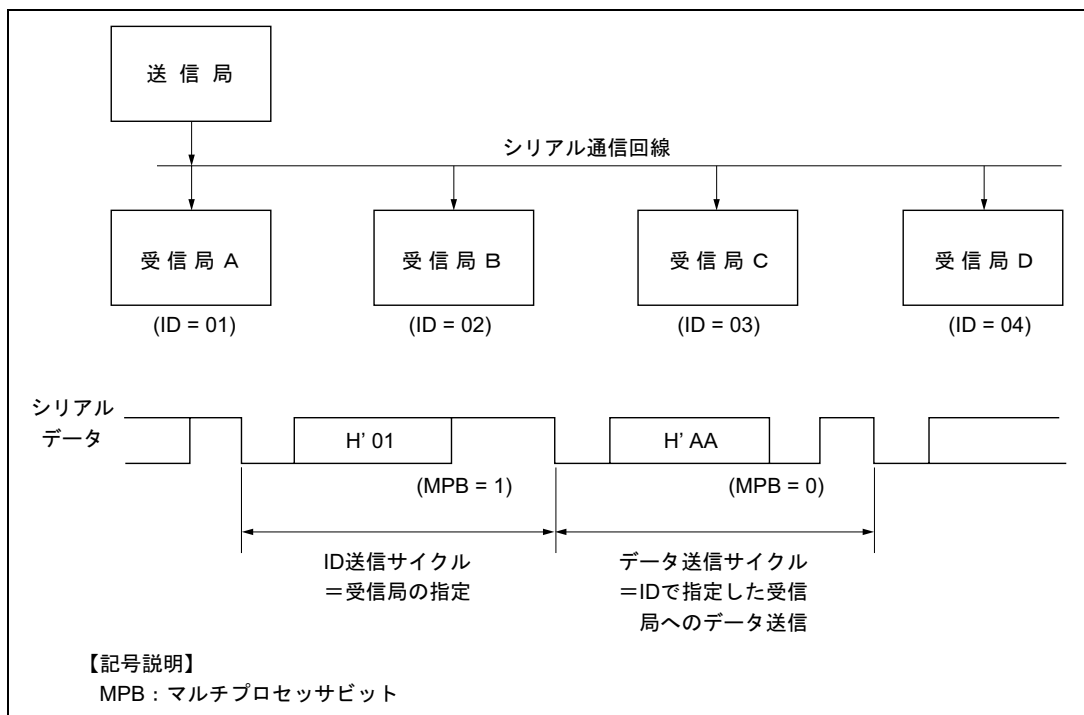 送 信 局
シリアル通信回線
受 信 局 A
受 信 局 B
受 信 局 C
受 信 局 D
(ID = 01)
(ID = 02)
(ID = 03)
(ID = 04)
シリアル
データ
H' 01
H' AA
(MPB = 1)
(MPB = 0)
ID送信サイクル
=受信局の指定
データ送信サイクル
=IDで指定した受信
局へのデータ送信
【記号説明】
MPB:マルチプロセッサビット